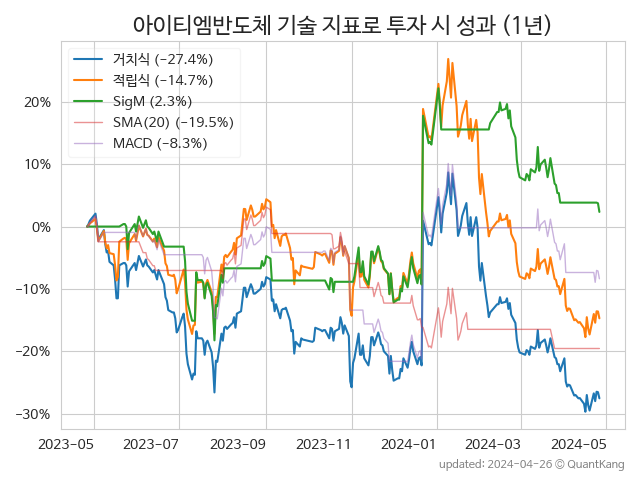 아이티엠반도체 기술 지표로 투자 시 성과 (1년)
거치식 (−27.4%)
적립식 (−14.7%)
SigM (2.3%)
SMA(20) (−19.5%)
MACD (−8.3%)
20%
10%
0%
−10%
−20%
−30%
2023-05 2023-07 2023-09 2023-11 2024-01 2024-03 2024-05
updated: 2024-04-26 © QuantKang